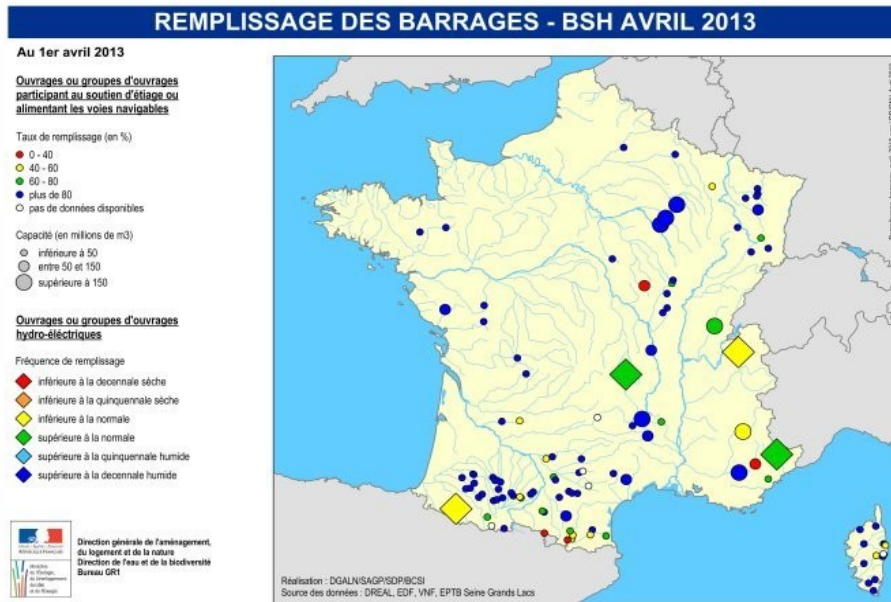 REMPLISSAGE DES BARRAGES - BSH AVRIL 2013
Au 1er avril 2013
Ouvrages ou groupes d'ouvrages
participant au soutien d'étiage ou
alimentant les voies navigables
Taux de remplissage (en %)
0 - 40
40 - 60
60 - 80
plus de 80
pas de données disponibles
Capacité (en millions de m3)
inférieure à 50
entre 50 et 150
supérieure à 150
Ouvrages ou groupes d'ouvrages
hydro-éléctriques
Fréquence de remplissage
inférieure à la decennale sèche
inférieure à la quinquennale sèche
inférieure à la normale
supérieure à la normale
supérieure à la quinquennale humide
supérieure à la decennale humide
Direction générale de l'aménagement,
du logement et de la nature
Direction de l'eau et de la biodiversité
Bureau GR1
Réalisation : DGALN/SAGP/SDP/BCSI
Source des données : DREAL, EDF, VNF, EPTB Seine Grands Lacs